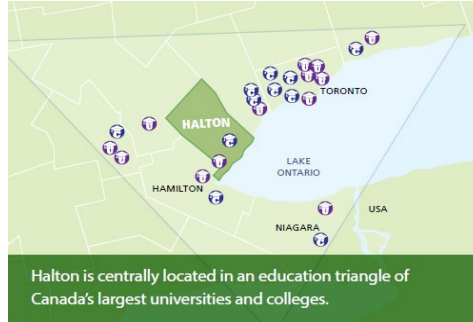 TORONTO
HALTON
LAKE
ONTARIO
HAMILTON
USA
NIAGARA
Halton is centrally located in an education triangle of
Canada's largest universities and colleges.